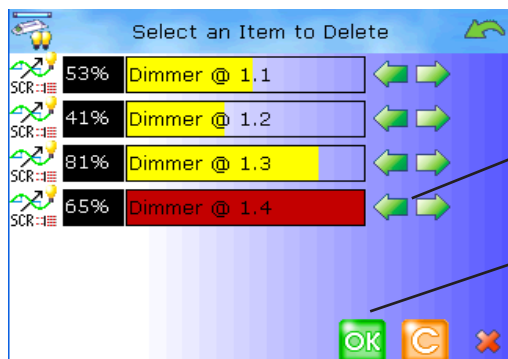 Select an Item to Delete
SCR 53% Dimmer @ 1.1
SCR 41% Dimmer @ 1.2
SCR 81% Dimmer @ 1.3
SCR 65% Dimmer @ 1.4
OK C